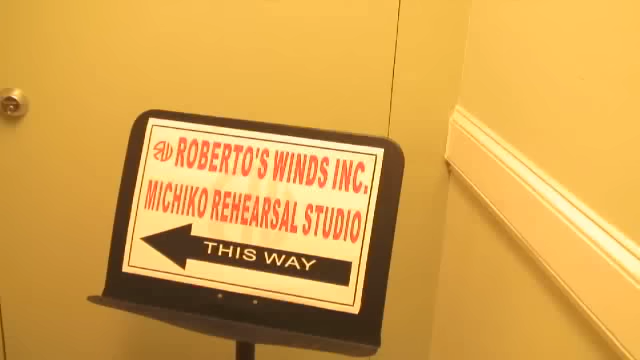 ROBERTO'S WINDS INC.
MICHIKO REHEARSAL STUDIO
THIS WAY